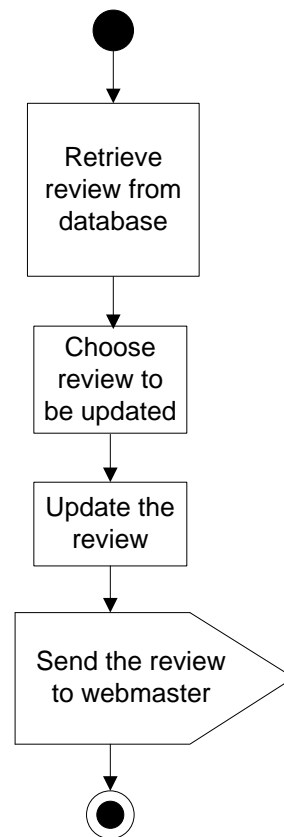 Retrieve
review from
database
Choose
review to
be updated
Update the
review
Send the review
to webmaster